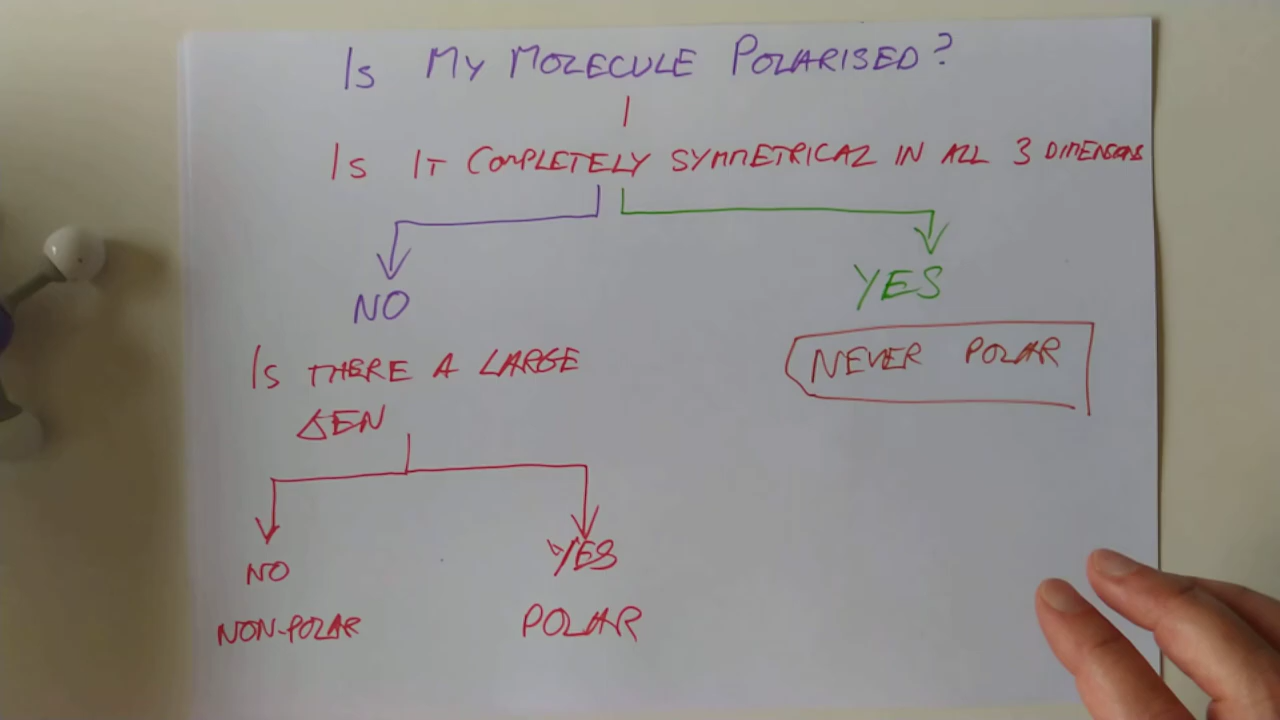 Is My Molecule Polarised?
Is It Completely Symmetrical in all 3 Dimensions
No
Yes
Is there a large
Never Polar
ΔEN
No
Yes
Non-Polar
Polar